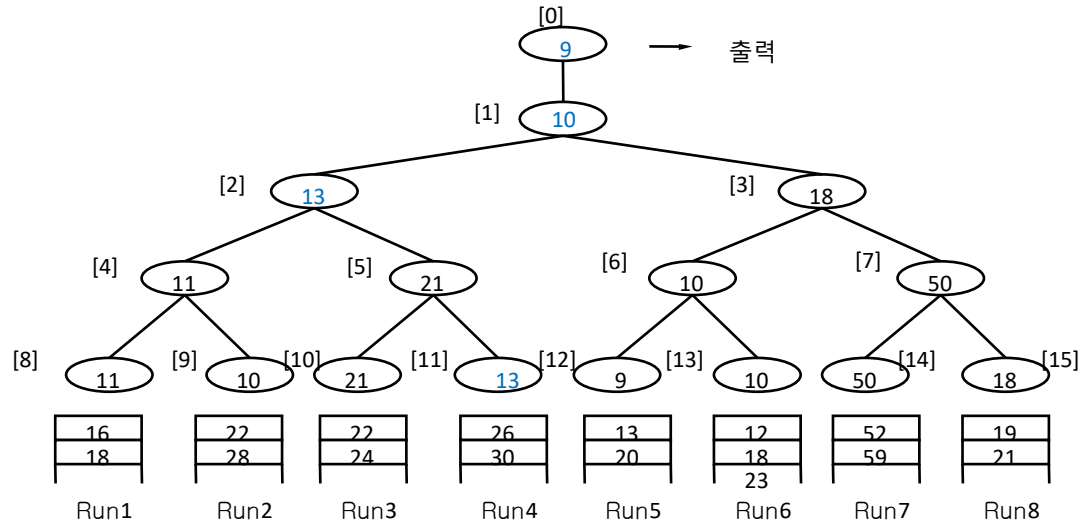 [0]
9 출력
[1] 10
[2] 13 [3] 18
[4] 11 [5] 21 [6] 10 [7] 50
[8] 11 [9] 10 [10] 21 [11] 13 [12] 9 [13] 10 50 [14] 18 [15]
16 22 22 26 13 12 52 19
18 28 24 30 20 18 59 21
23
Run1 Run2 Run3 Run4 Run5 Run6 Run7 Run8